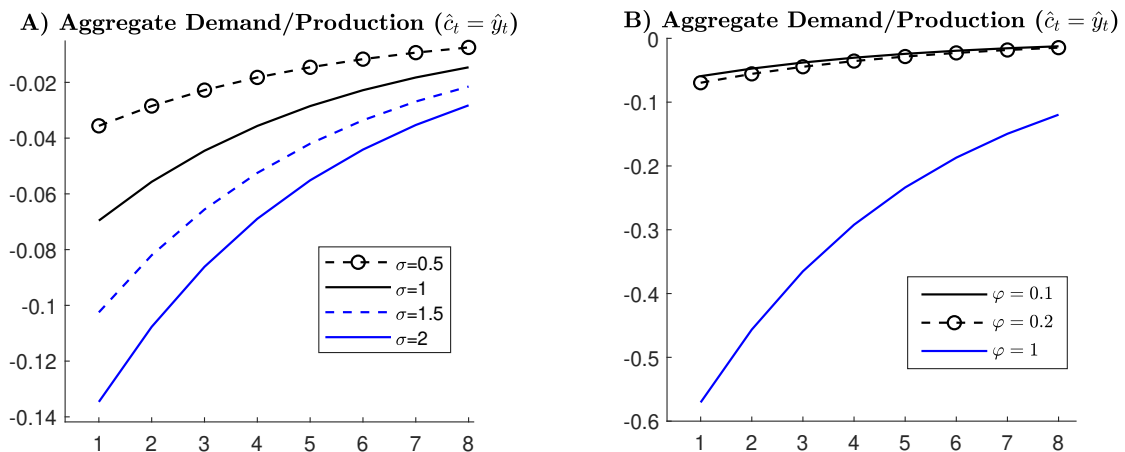 A) Aggregate Demand/Production (ĉₜ = ŷₜ)
-0.02
-0.04
-0.06
-0.08
-0.1
-0.12
-0.14
1 2 3 4 5 6 7 8
σ=0.5
σ=1
σ=1.5
σ=2
B) Aggregate Demand/Production (ĉₜ = ŷₜ)
0
-0.1
-0.2
-0.3
-0.4
-0.5
-0.6
1 2 3 4 5 6 7 8
φ = 0.1
φ = 0.2
φ = 1